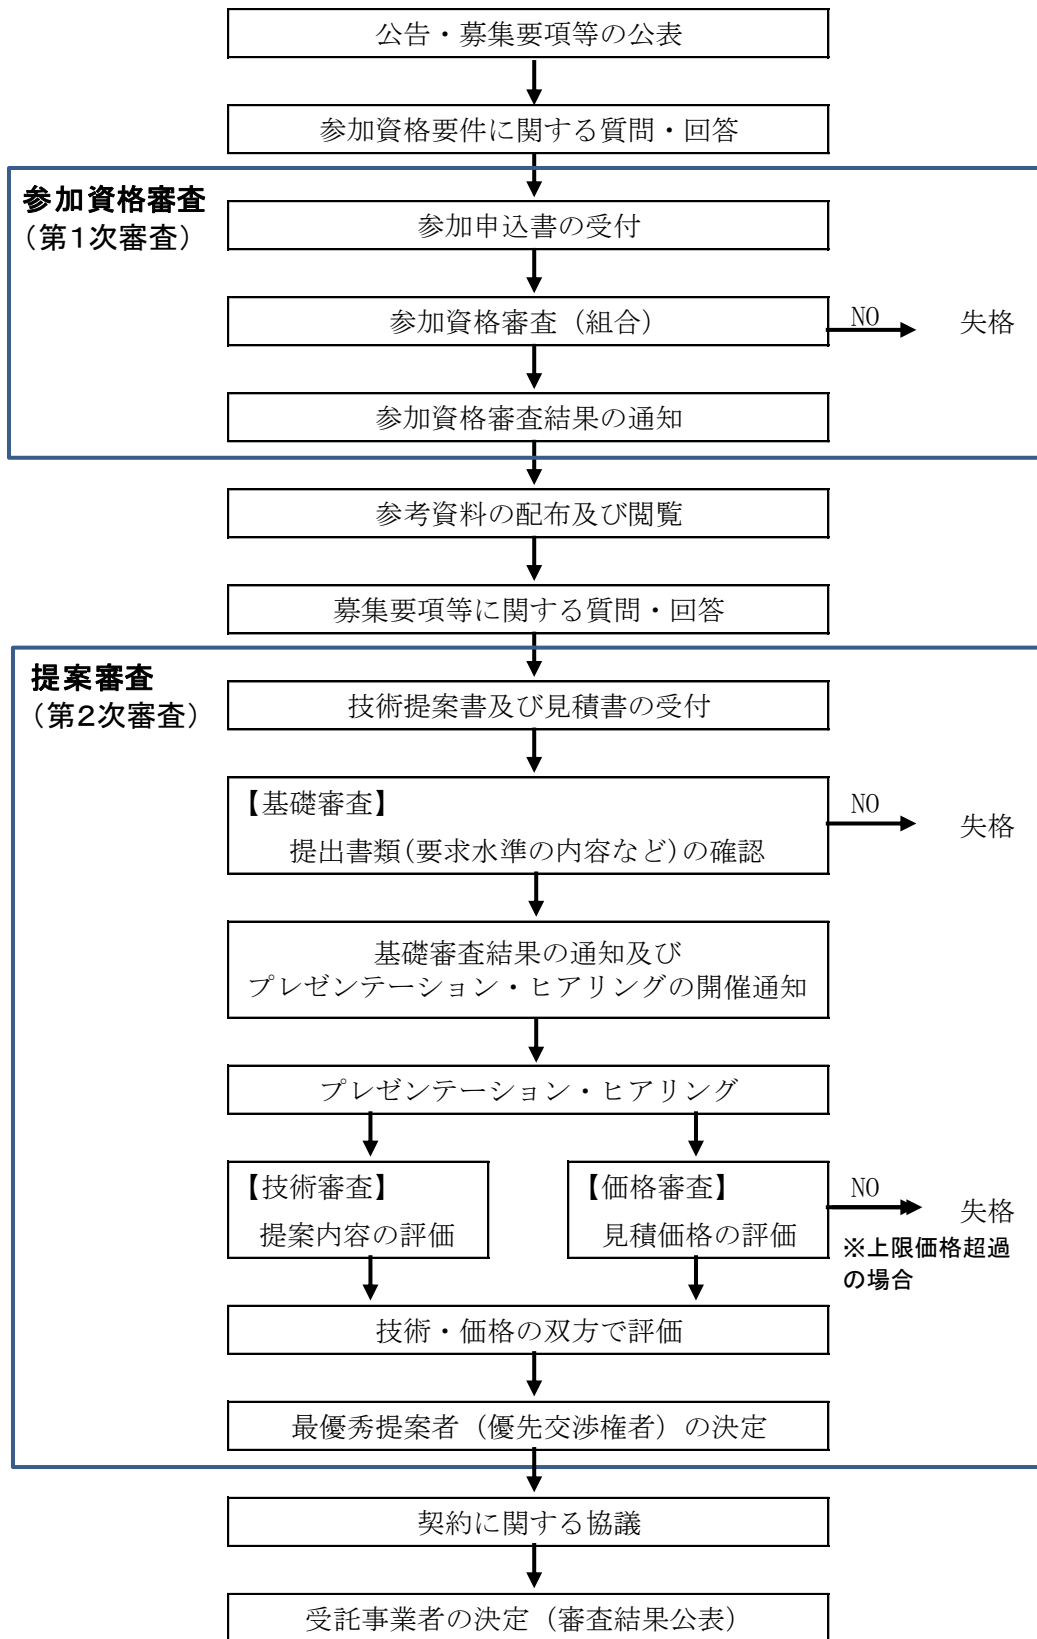 公告・募集要項等の公表
参加資格要件に関する質問・回答
参加資格審査
（第１次審査）
参加申込書の受付
参加資格審査（組合）
NO
失格
参加資格審査結果の通知
参考資料の配布及び閲覧
募集要項等に関する質問・回答
提案審査
（第２次審査）
技術提案書及び見積書の受付
【基礎審査】
提出書類(要求水準の内容など)の確認
NO
失格
基礎審査結果の通知及び
プレゼンテーション・ヒアリングの開催通知
プレゼンテーション・ヒアリング
【技術審査】
提案内容の評価
【価格審査】
見積価格の評価
NO
失格
※上限価格超過
の場合
技術・価格の双方で評価
最優秀提案者（優先交渉権者）の決定
契約に関する協議
受託事業者の決定（審査結果公表）